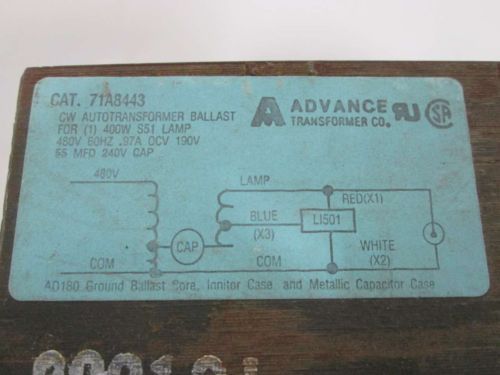 CAT. 71A8443
CW AUTOTRANSFORMER BALLAST
FOR (1) 400W S51 LAMP
480V 60HZ .97A OCV 190V
55 MFD 240V CAP
ADVANCE
TRANSFORMER CO.
480V
LAMP
RED(X1)
BLUE
LI501
(X3)
CAP
WHITE
COM
COM
(X2)
AD180 Ground Ballast Core, Ignitor Case, and Metallic Capacitor Case